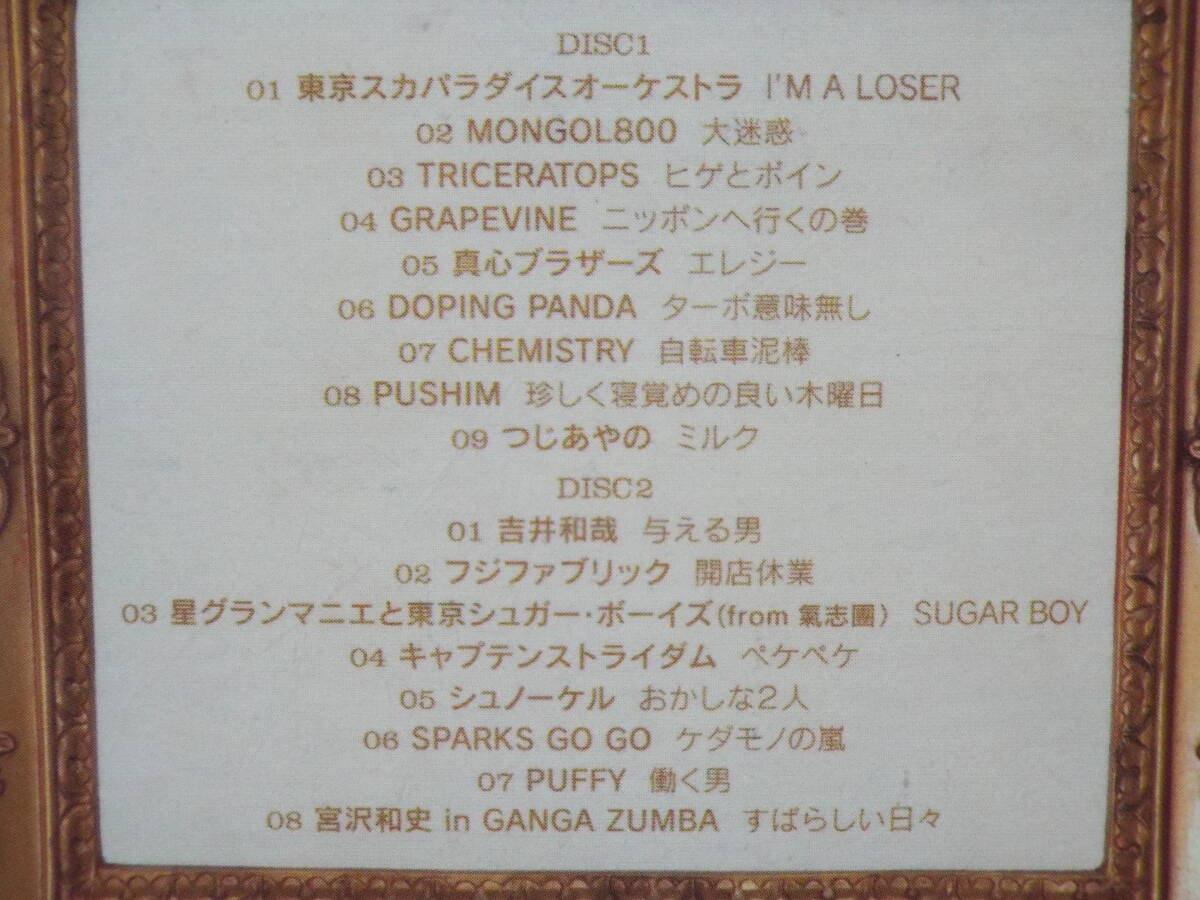 DISC1
01 東京スカパラダイスオーケストラ I'M A LOSER
02 MONGOL800 大迷惑
03 TRICERATOPS ヒゲとボイン
04 GRAPEVINE ニッポンへ行くの巻
05 真心ブラザーズ エレジー
06 DOPING PANDA ターボ意味無し
07 CHEMISTRY 自転車泥棒
08 PUSHIM 珍しく寝覚めの良い木曜日
09 つじあやの ミルク
DISC2
01 吉井和哉 与える男
02 フジファブリック 開店休業
03 星グランマニエと東京シュガー・ボーイズ(from 氣志團) SUGAR BOY
04 キャプテンストライダム ペケペケ
05 シュノーケル おかしな2人
06 SPARKS GO GO ケダモノの嵐
07 PUFFY 働く男
08 宮沢和史 in GANGA ZUMBA すばらしい日々